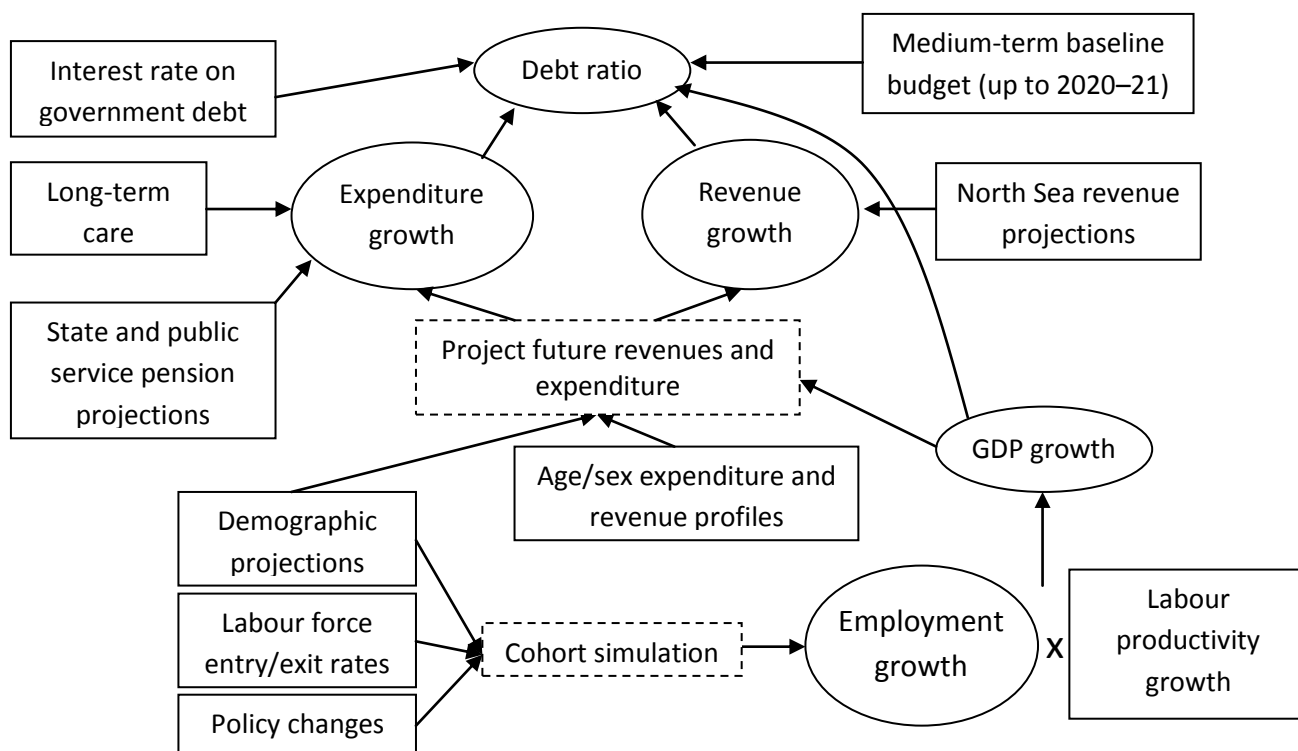 Interest rate on
government debt
Debt ratio
Medium-term baseline
budget (up to 2020–21)
Long-term
care
Expenditure
growth
Revenue
growth
North Sea revenue
projections
State and public
service pension
projections
Project future revenues and
expenditure
GDP growth
Age/sex expenditure and
revenue profiles
Demographic
projections
Labour force
entry/exit rates
Policy changes
Cohort simulation
Employment
growth
x
Labour
productivity
growth